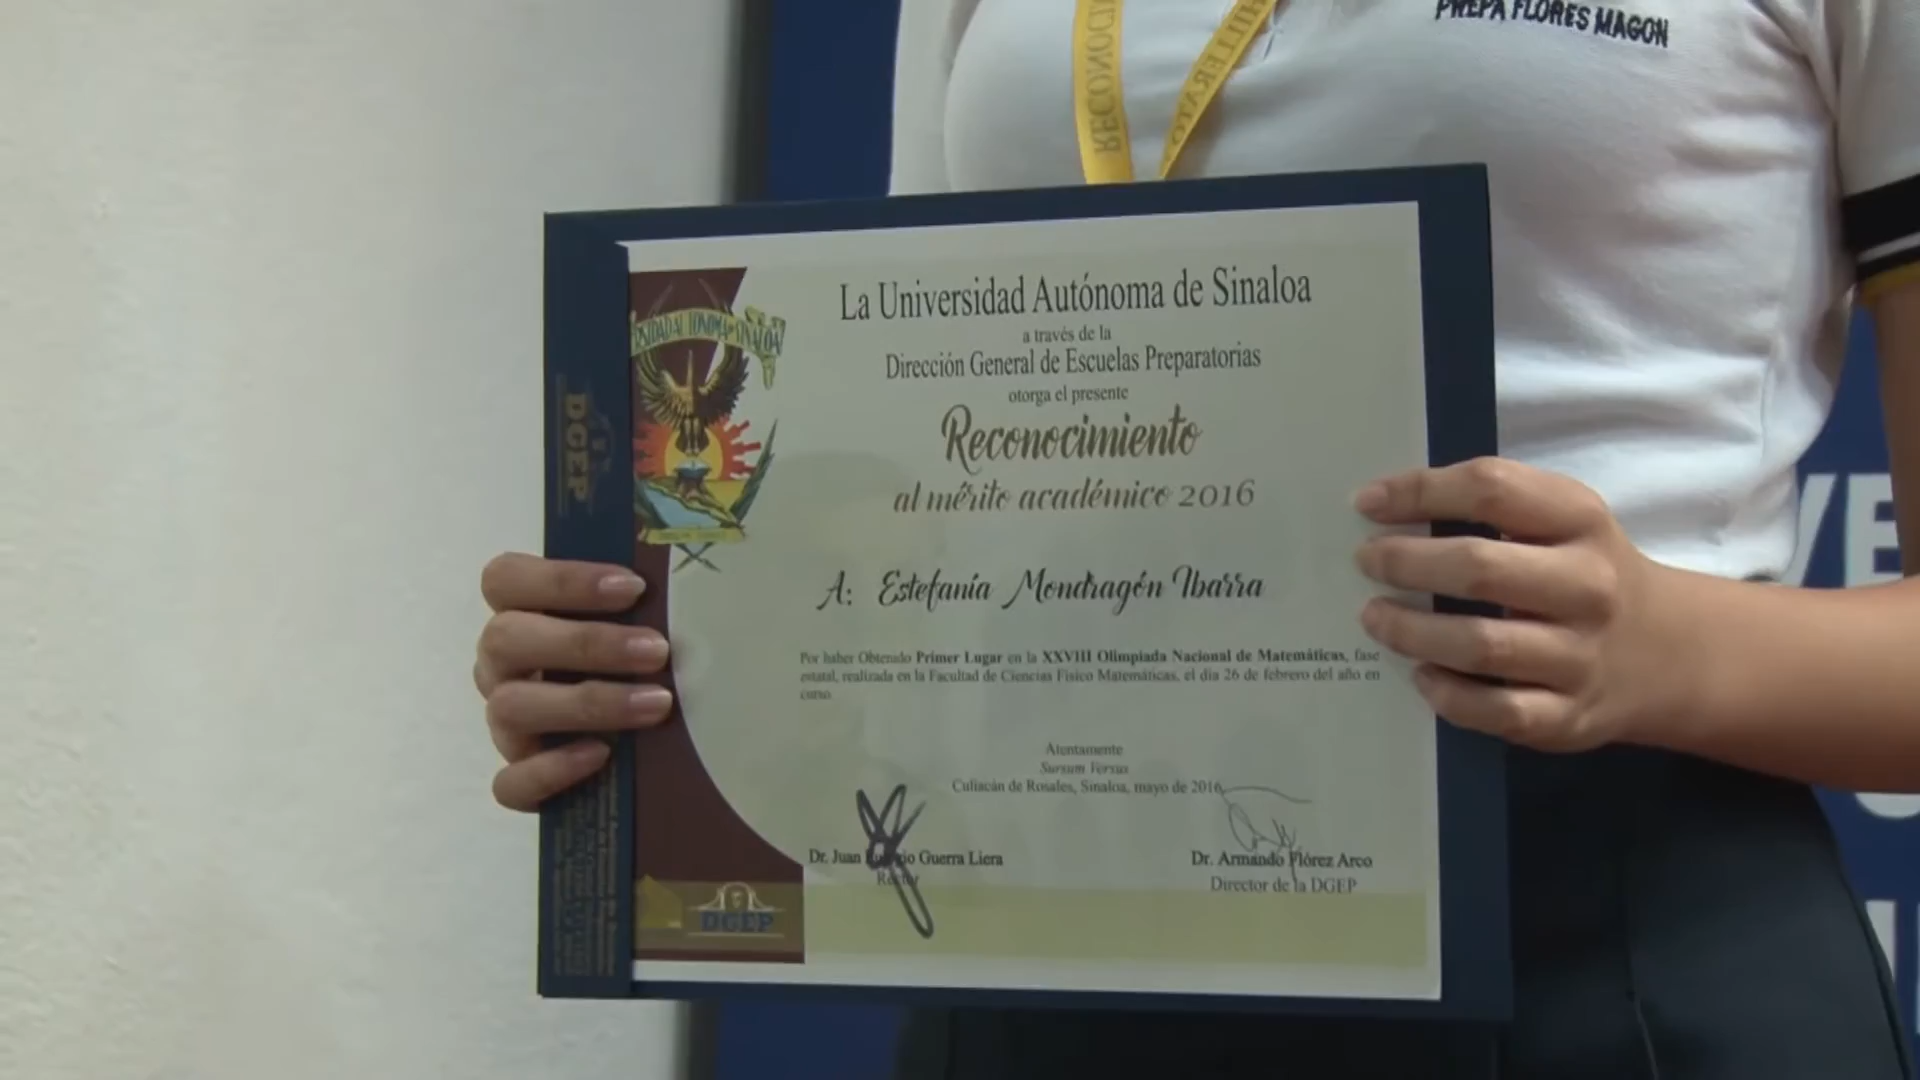 PREPA FLORES MAGON
RECONOCI
HILLERATO
La Universidad Autónoma de Sinaloa
a través de la
Dirección General de Escuelas Preparatorias
otorga el presente
Reconocimiento
al mérito académico 2016
A: Estefanía Mondragón Ibarra
Por haber Obtenido Primer Lugar en la XXVIII Olimpiada Nacional de Matemáticas, fase
estatal, realizada en la Facultad de Ciencias Físico Matemáticas, el día 26 de febrero del año en
curso.
Atentamente
Sursum Versus
Culiacán de Rosales, Sinaloa, mayo de 2016
Dr. Juan Guerra Liera
Rector
Dr. Armando Flórez Arco
Director de la DGEP
DGEP
DGEP
VE